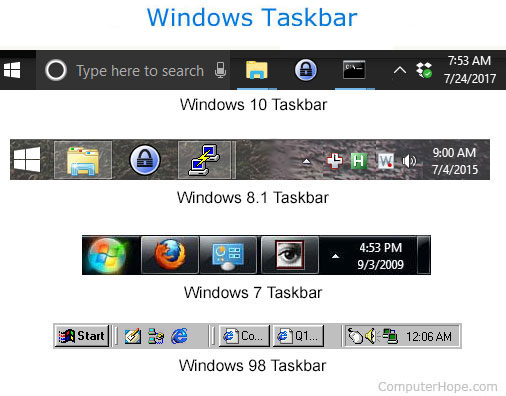 Windows Taskbar
Type here to search
7:53 AM
7/24/2017
Windows 10 Taskbar
H
W
9:00 AM
7/4/2015
Windows 8.1 Taskbar
4:53 PM
9/3/2009
Windows 7 Taskbar
Start
Co...
Q1...
12:06 AM
Windows 98 Taskbar
ComputerHope.com